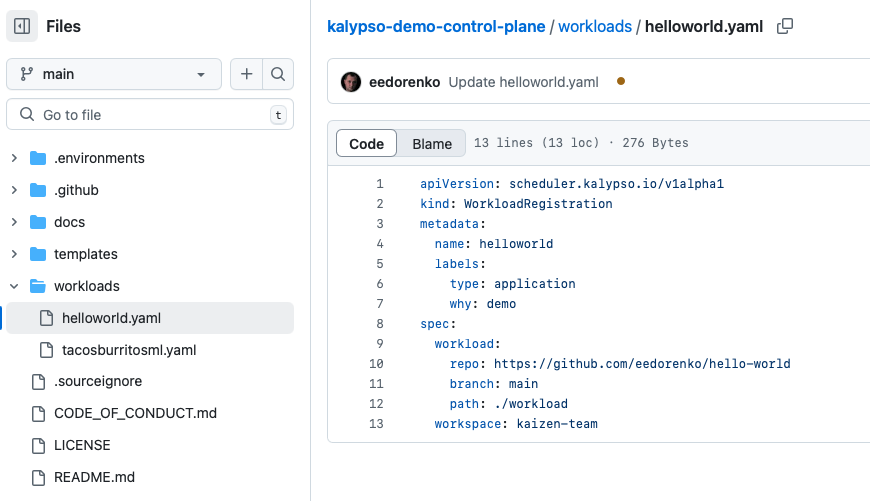 Files
main
Go to file
t
.environments
.github
docs
templates
workloads
helloworld.yaml
tacosburritosml.yaml
.sourceignore
CODE_OF_CONDUCT.md
LICENSE
README.md
kalypso-demo-control-plane / workloads / helloworld.yaml
eedorenko Update helloworld.yaml
Code Blame 13 lines (13 loc) · 276 Bytes
1 apiVersion: scheduler.kalypso.io/v1alpha1
2 kind: WorkloadRegistration
3 metadata:
4   name: helloworld
5   labels:
6     type: application
7     why: demo
8 spec:
9   workload:
10     repo: https://github.com/eedorenko/hello-world
11     branch: main
12     path: ./workload
13   workspace: kaizen-team